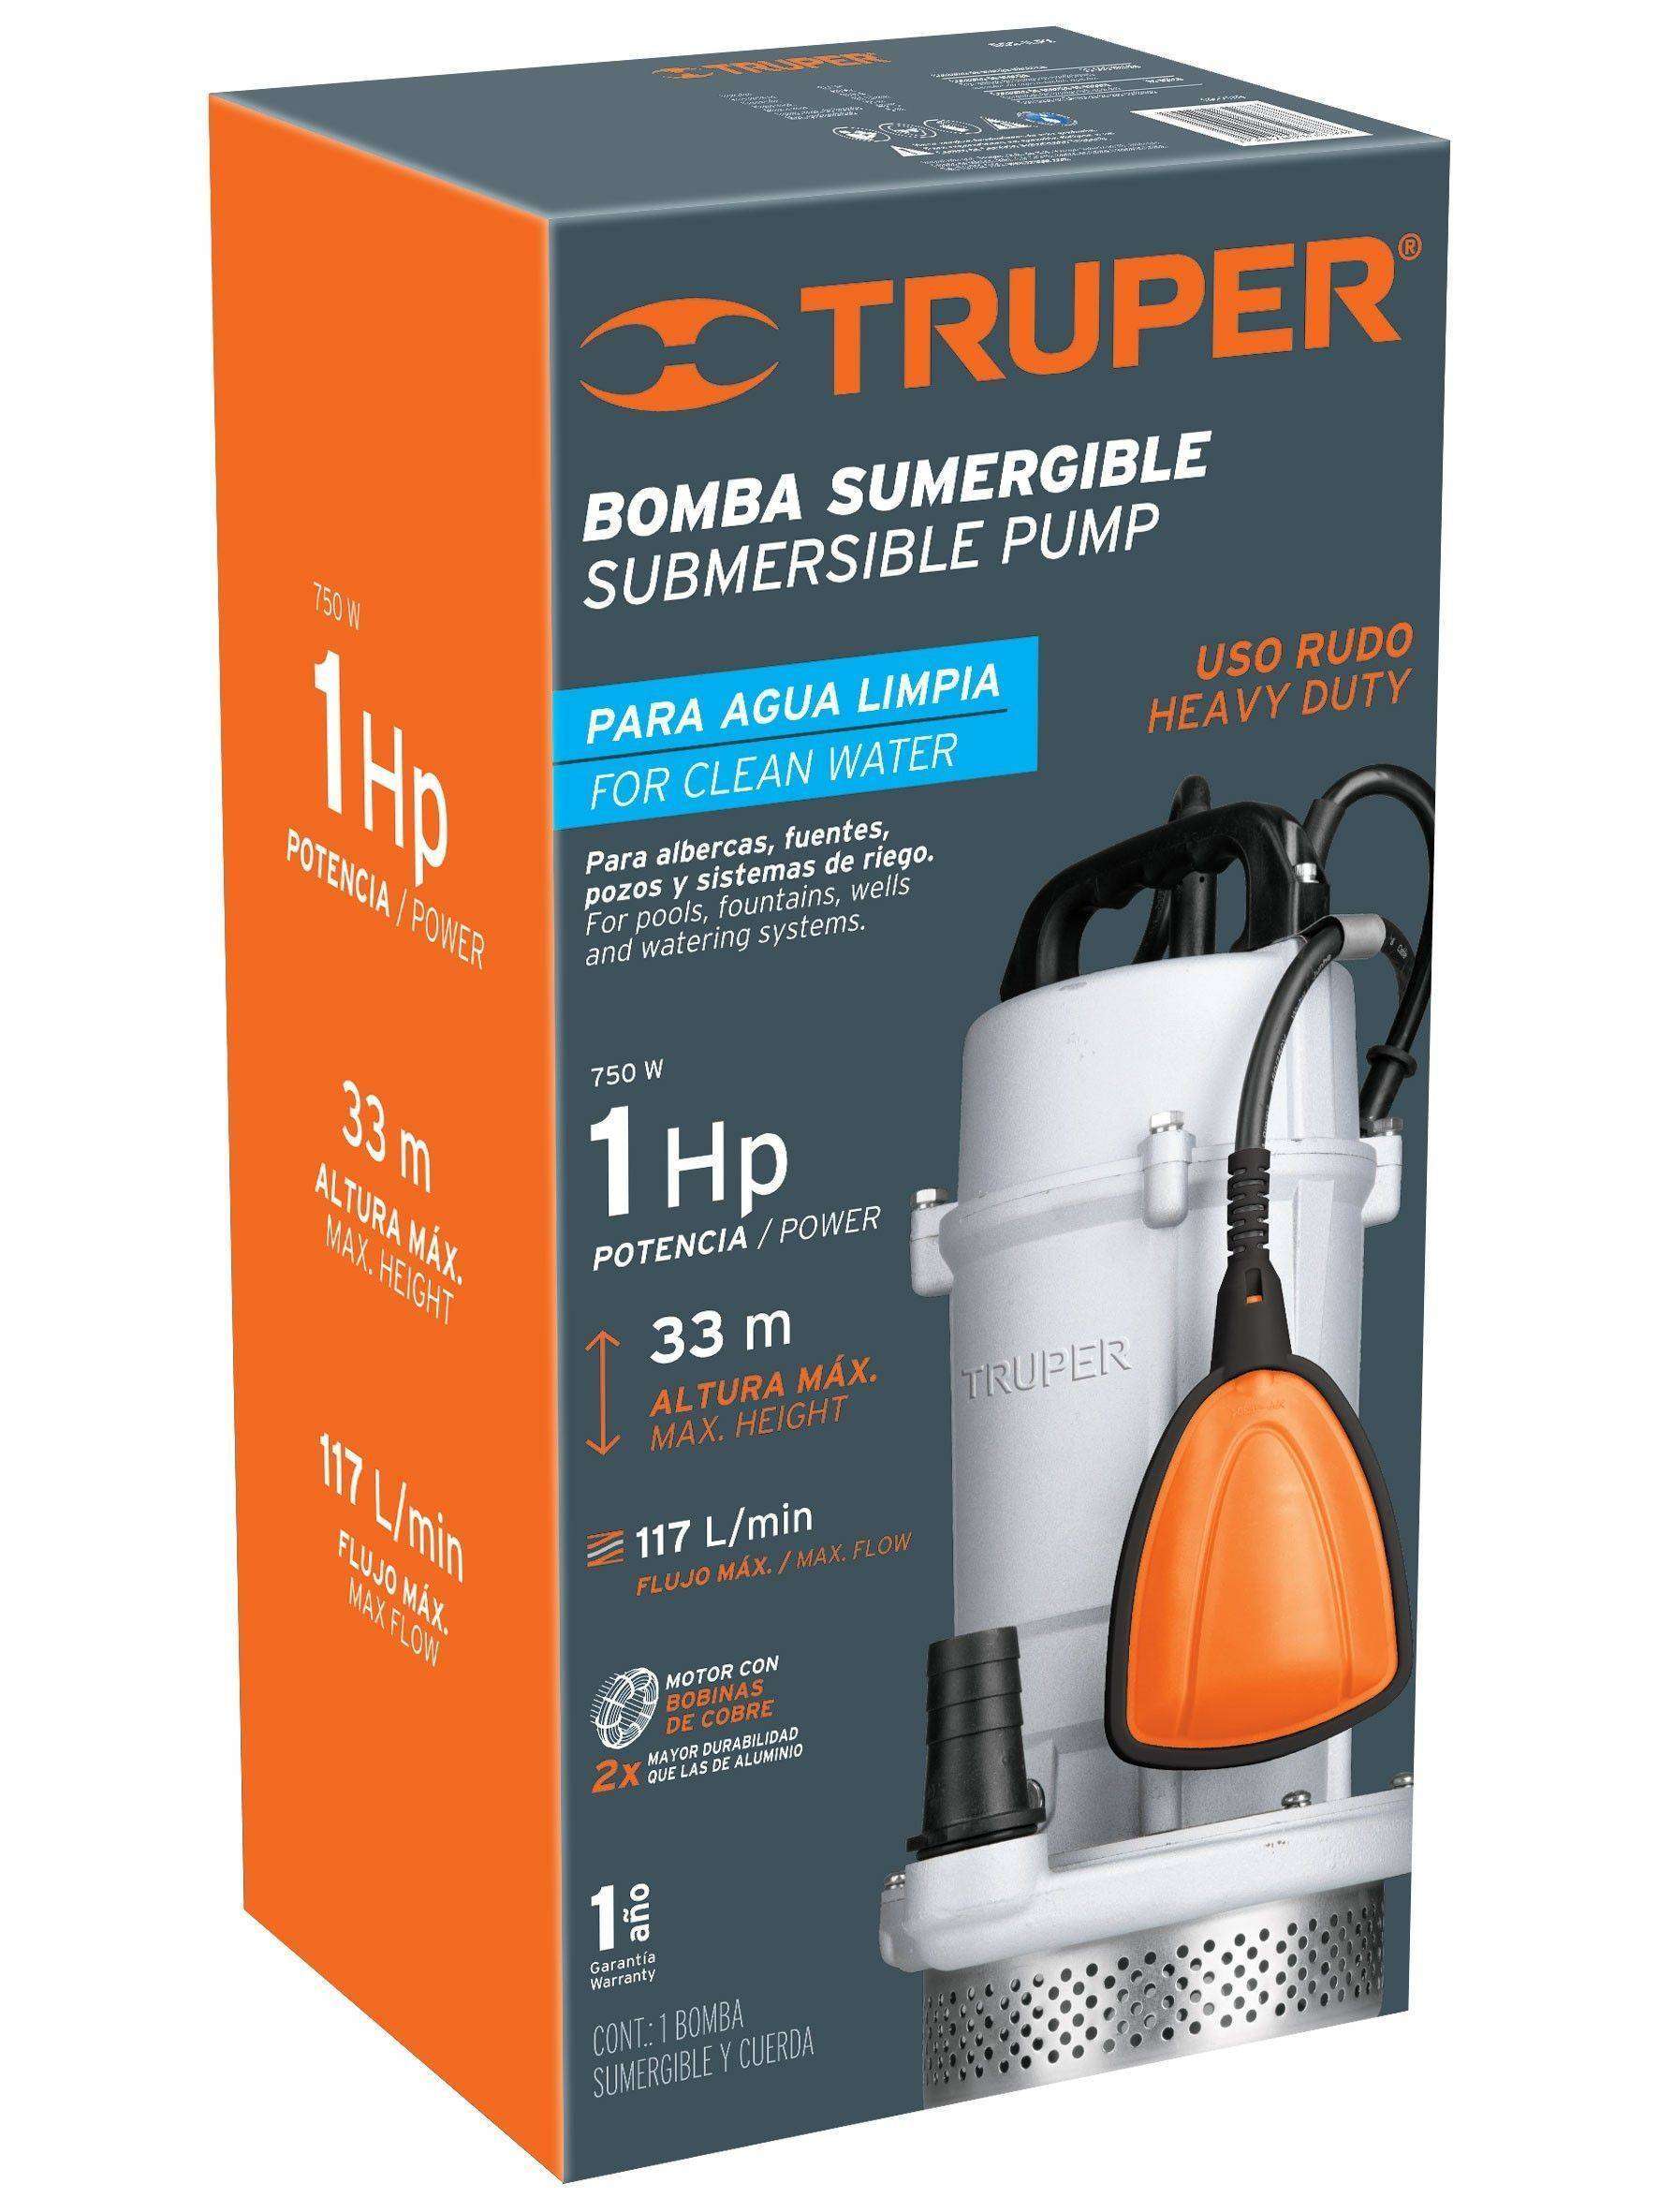 TRUPER
TRUPER®
BOMBA SUMERGIBLE
SUBMERSIBLE PUMP
USO RUDO
HEAVY DUTY
PARA AGUA LIMPIA
FOR CLEAN WATER
Para albercas, fuentes,
pozos y sistemas de riego.
For pools, fountains, wells
and watering systems.
750 W
1 Hp
POTENCIA / POWER
33 m
ALTURA MÁX.
MAX. HEIGHT
117 L/min
FLUJO MÁX. / MAX. FLOW
MOTOR CON
BOBINAS
DE COBRE
2x MAYOR DURABILIDAD
QUE LAS DE ALUMINIO
1 año
Garantía
Warranty
CONT.: 1 BOMBA
SUMERGIBLE Y CUERDA
TRUPER
750 W
1 Hp
POTENCIA / POWER
33 m
ALTURA MÁX.
MAX. HEIGHT
117 L/min
FLUJO MÁX.
MAX FLOW